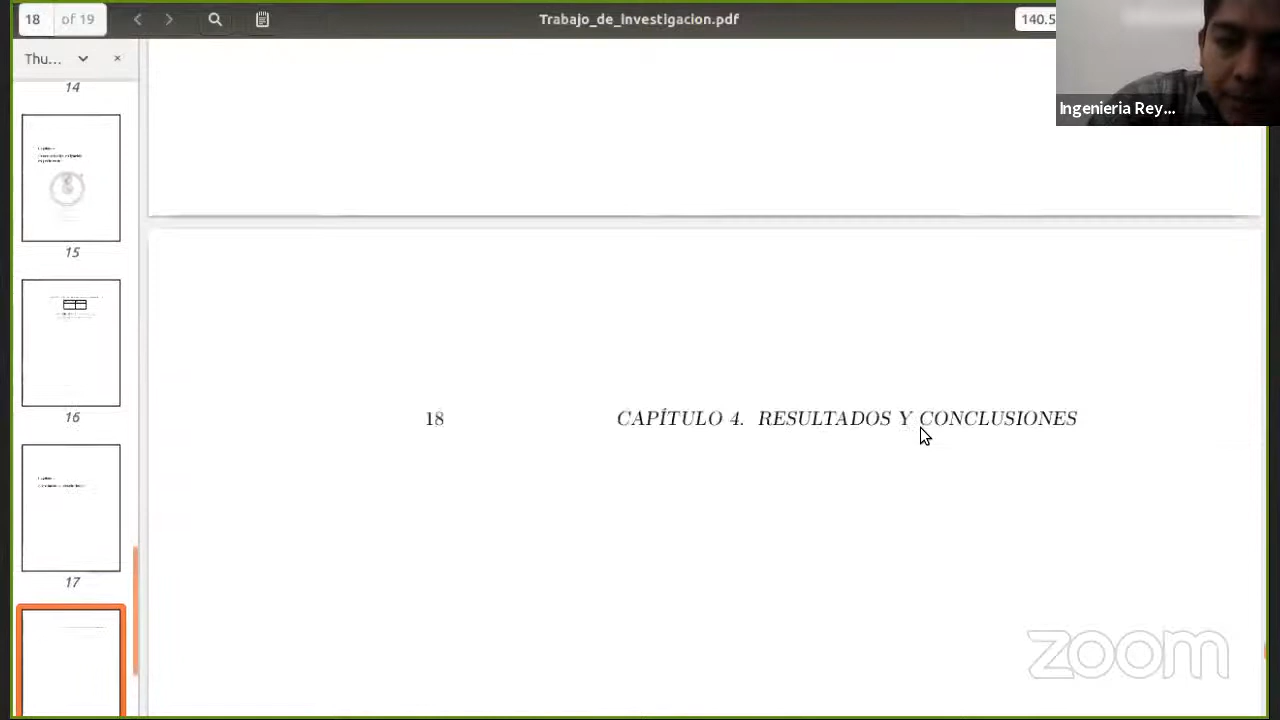 18 of 19
Trabajo_de_investigacion.pdf
140.5
Thu...
Ingenieria Rey...
14
15
16
17
18 CAPÍTULO 4. RESULTADOS Y CONCLUSIONES
zoom